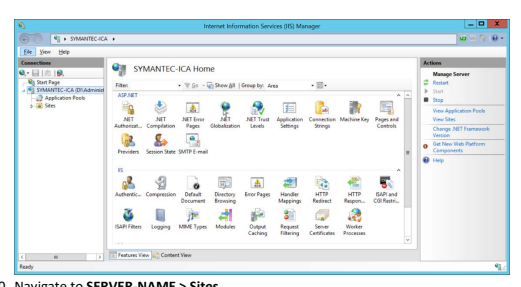 Internet Information Services (IIS) Manager
SYMANTEC-ICA
File View Help
Connections
Start Page
SYMANTEC-ICA (DI\Administ
Application Pools
Sites
SYMANTEC-ICA Home
Filter: Go Show All Group by: Area
ASP.NET
.NET Authorizat... .NET Compilation .NET Error Pages .NET Globalization .NET Trust Levels Application Settings Connection Strings Machine Key Pages and Controls
Providers Session State SMTP E-mail
IIS
Authentic... Compression Default Document Directory Browsing Error Pages Handler Mappings HTTP Redirect HTTP Respon... ISAPI and CGI Restri...
ISAPI Filters Logging MIME Types Modules Output Caching Request Filtering Server Certificates Worker Processes
Features View Content View
Ready
Actions
Manage Server
Restart
Start
Stop
View Application Pools
View Sites
Change .NET Framework Version
Get New Web Platform Components
Help
0. Navigate to SERVER-NAME > Sites